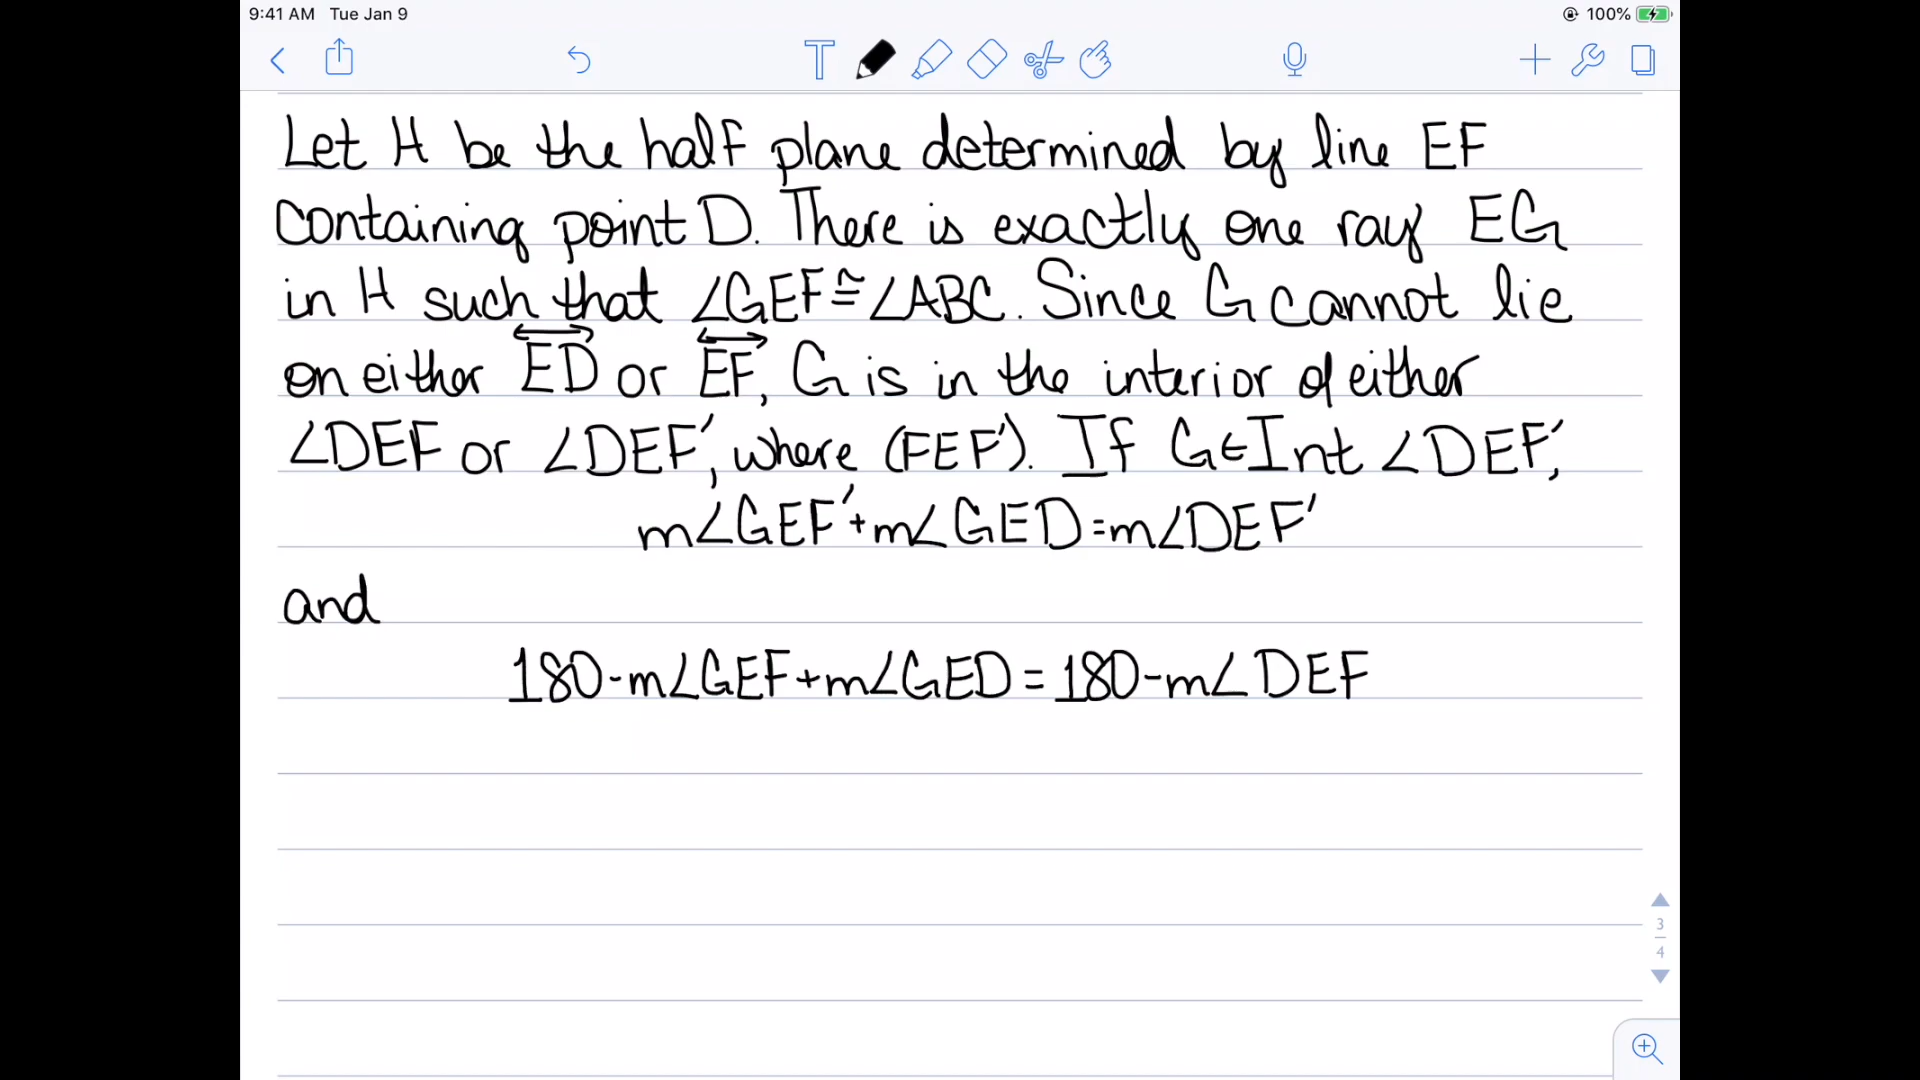 9:41 AM Tue Jan 9 100%
T
Let H be the half plane determined by line EF
containing point D. There is exactly one ray EG
in H such that ∠GEF≅∠ABC. Since G cannot lie
on either \overleftrightarrow{ED} or \overleftrightarrow{EF}, G is in the interior of either
∠DEF or ∠DEF', where (FEF'). If G∈Int ∠DEF',
m∠GEF'+m∠GED=m∠DEF'
and
180-m∠GEF+m∠GED=180-m∠DEF
3
4